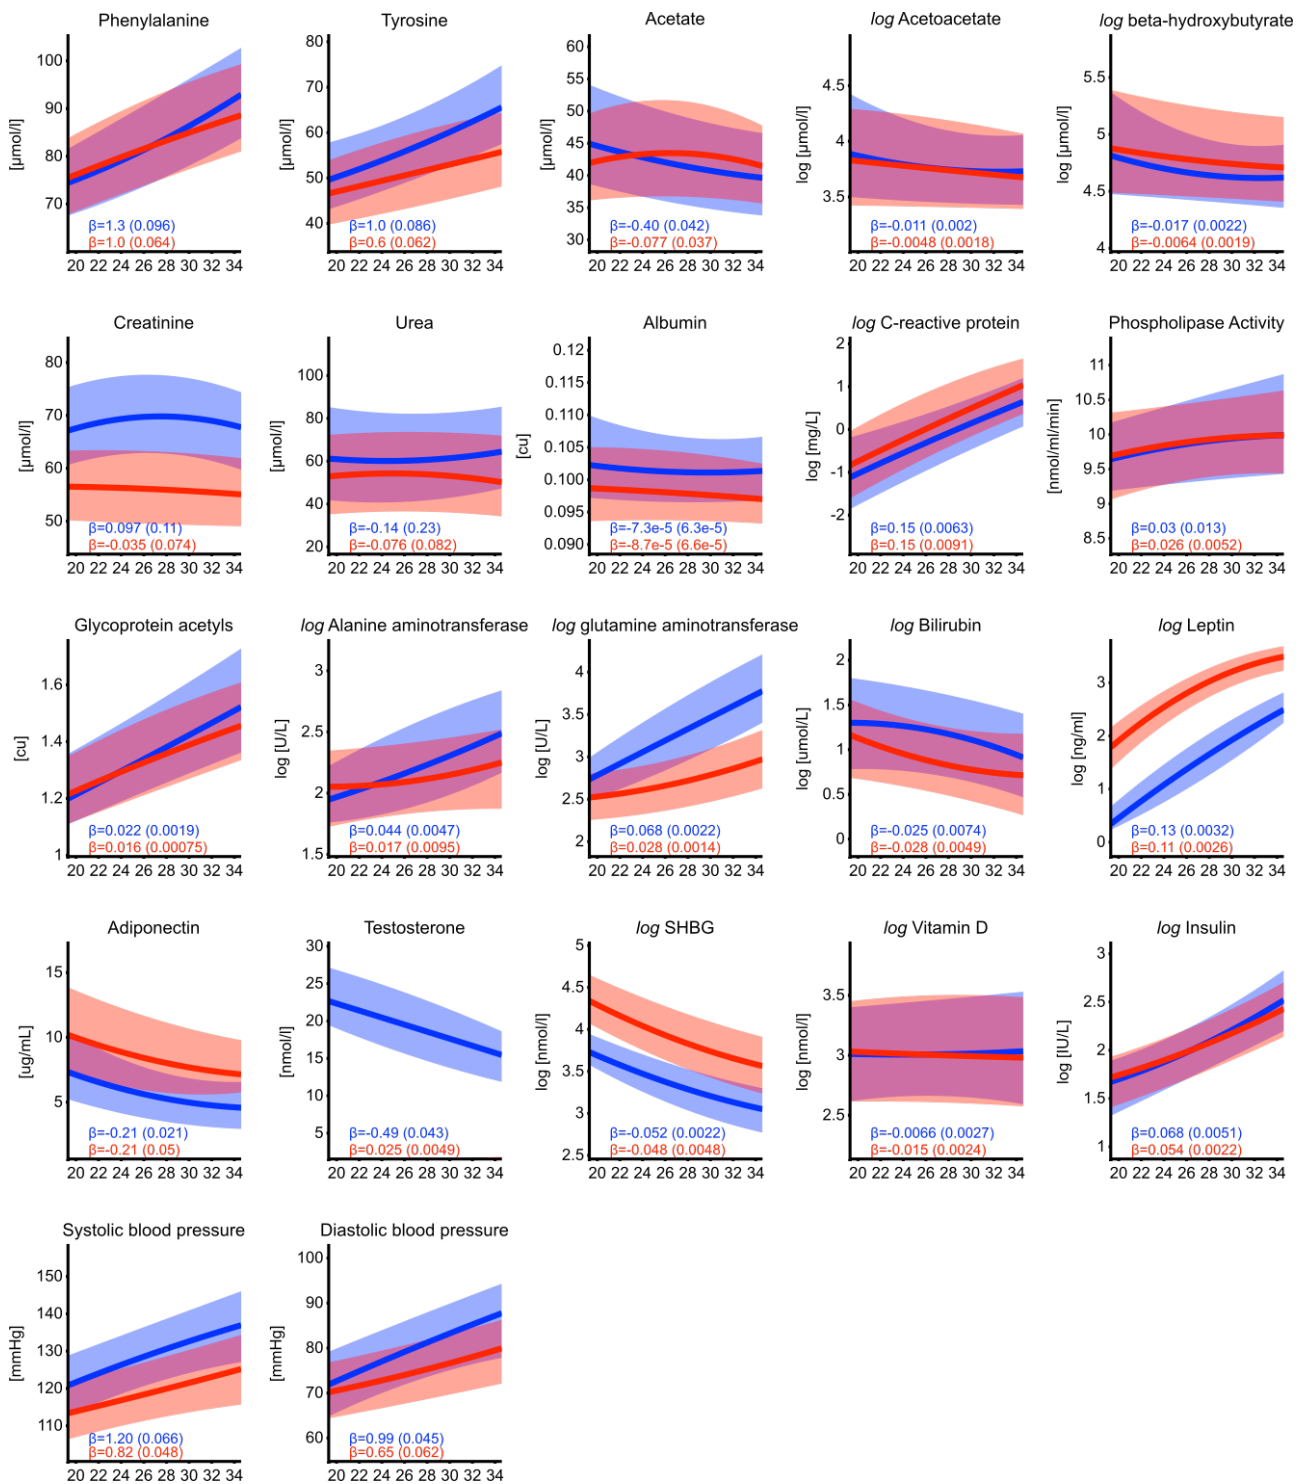 Phenylalanine
100
90
80
70
[µmol/l]
β=1.3 (0.096)
β=1.0 (0.064)
20 22 24 26 28 30 32 34
Tyrosine
80
70
60
50
40
[µmol/l]
β=1.0 (0.086)
β=0.6 (0.062)
20 22 24 26 28 30 32 34
Acetate
60
55
50
45
40
35
30
[µmol/l]
β=-0.40 (0.042)
β=-0.077 (0.037)
20 22 24 26 28 30 32 34
log Acetoacetate
4.5
4
3.5
log [µmol/l]
β=-0.011 (0.002)
β=-0.0048 (0.0018)
20 22 24 26 28 30 32 34
log beta-hydroxybutyrate
5.5
5
4.5
4
log [µmol/l]
β=-0.017 (0.0022)
β=-0.0064 (0.0019)
20 22 24 26 28 30 32 34
Creatinine
80
70
60
50
[µmol/l]
β=0.097 (0.11)
β=-0.035 (0.074)
20 22 24 26 28 30 32 34
Urea
100
80
60
40
20
[µmol/l]
β=-0.14 (0.23)
β=-0.076 (0.082)
20 22 24 26 28 30 32 34
Albumin
0.120
0.115
0.110
0.105
0.100
0.095
0.090
[cu]
β=-7.3e-5 (6.3e-5)
β=-8.7e-5 (6.6e-5)
20 22 24 26 28 30 32 34
log C-reactive protein
2
1
0
-1
-2
log [mg/L]
β=0.15 (0.0063)
β=0.15 (0.0091)
20 22 24 26 28 30 32 34
Phospholipase Activity
11
10.5
10
9.5
9
8.5
[nmol/ml/min]
β=0.03 (0.013)
β=0.026 (0.0052)
20 22 24 26 28 30 32 34
Glycoprotein acetyls
1.6
1.4
1.2
1
[cu]
β=0.022 (0.0019)
β=0.016 (0.00075)
20 22 24 26 28 30 32 34
log Alanine aminotransferase
3
2.5
2
1.5
log [U/L]
β=0.044 (0.0047)
β=0.017 (0.0095)
20 22 24 26 28 30 32 34
log glutamine aminotransferase
4
3.5
3
2.5
2
log [U/L]
β=0.068 (0.0022)
β=0.028 (0.0014)
20 22 24 26 28 30 32 34
log Bilirubin
2
1.5
1
0.5
0
log [umol/L]
β=-0.025 (0.0074)
β=-0.028 (0.0049)
20 22 24 26 28 30 32 34
log Leptin
3
2
1
0
log [ng/ml]
β=0.13 (0.0032)
β=0.11 (0.0026)
20 22 24 26 28 30 32 34
Adiponectin
15
10
5
[ug/mL]
β=-0.21 (0.021)
β=-0.21 (0.05)
20 22 24 26 28 30 32 34
Testosterone
30
25
20
15
10
5
[nmol/l]
β=-0.49 (0.043)
β=0.025 (0.0049)
20 22 24 26 28 30 32 34
log SHBG
5
4.5
4
3.5
3
2.5
log [nmol/l]
β=-0.052 (0.0022)
β=-0.048 (0.0048)
20 22 24 26 28 30 32 34
log Vitamin D
3.5
3
2.5
log [nmol/l]
β=-0.0066 (0.0027)
β=-0.015 (0.0024)
20 22 24 26 28 30 32 34
log Insulin
3
2.5
2
1.5
1
log [IU/L]
β=0.068 (0.0051)
β=0.054 (0.0022)
20 22 24 26 28 30 32 34
Systolic blood pressure
150
140
130
120
110
[mmHg]
β=1.20 (0.066)
β=0.82 (0.048)
20 22 24 26 28 30 32 34
Diastolic blood pressure
100
90
80
70
60
[mmHg]
β=0.99 (0.045)
β=0.65 (0.062)
20 22 24 26 28 30 32 34